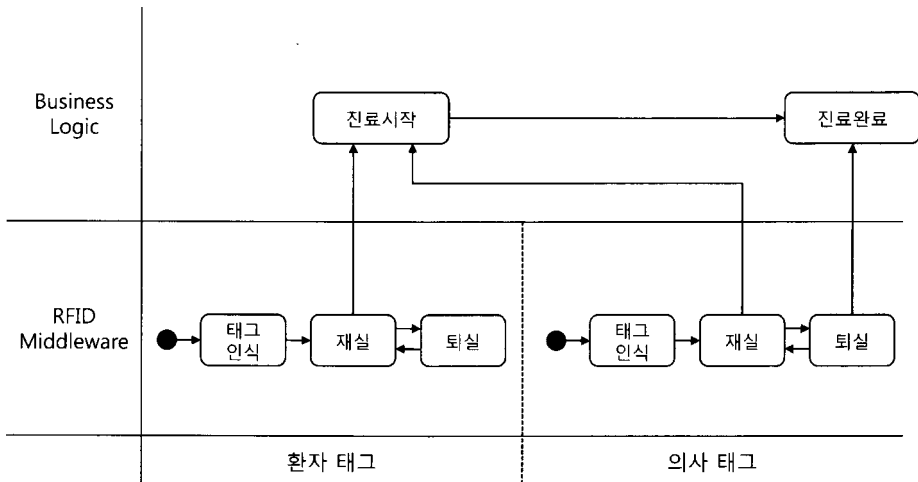 Business
Logic
진료시작
진료완료
RFID
Middleware
태그
인식
재실
퇴실
태그
인식
재실
퇴실
환자 태그
의사 태그